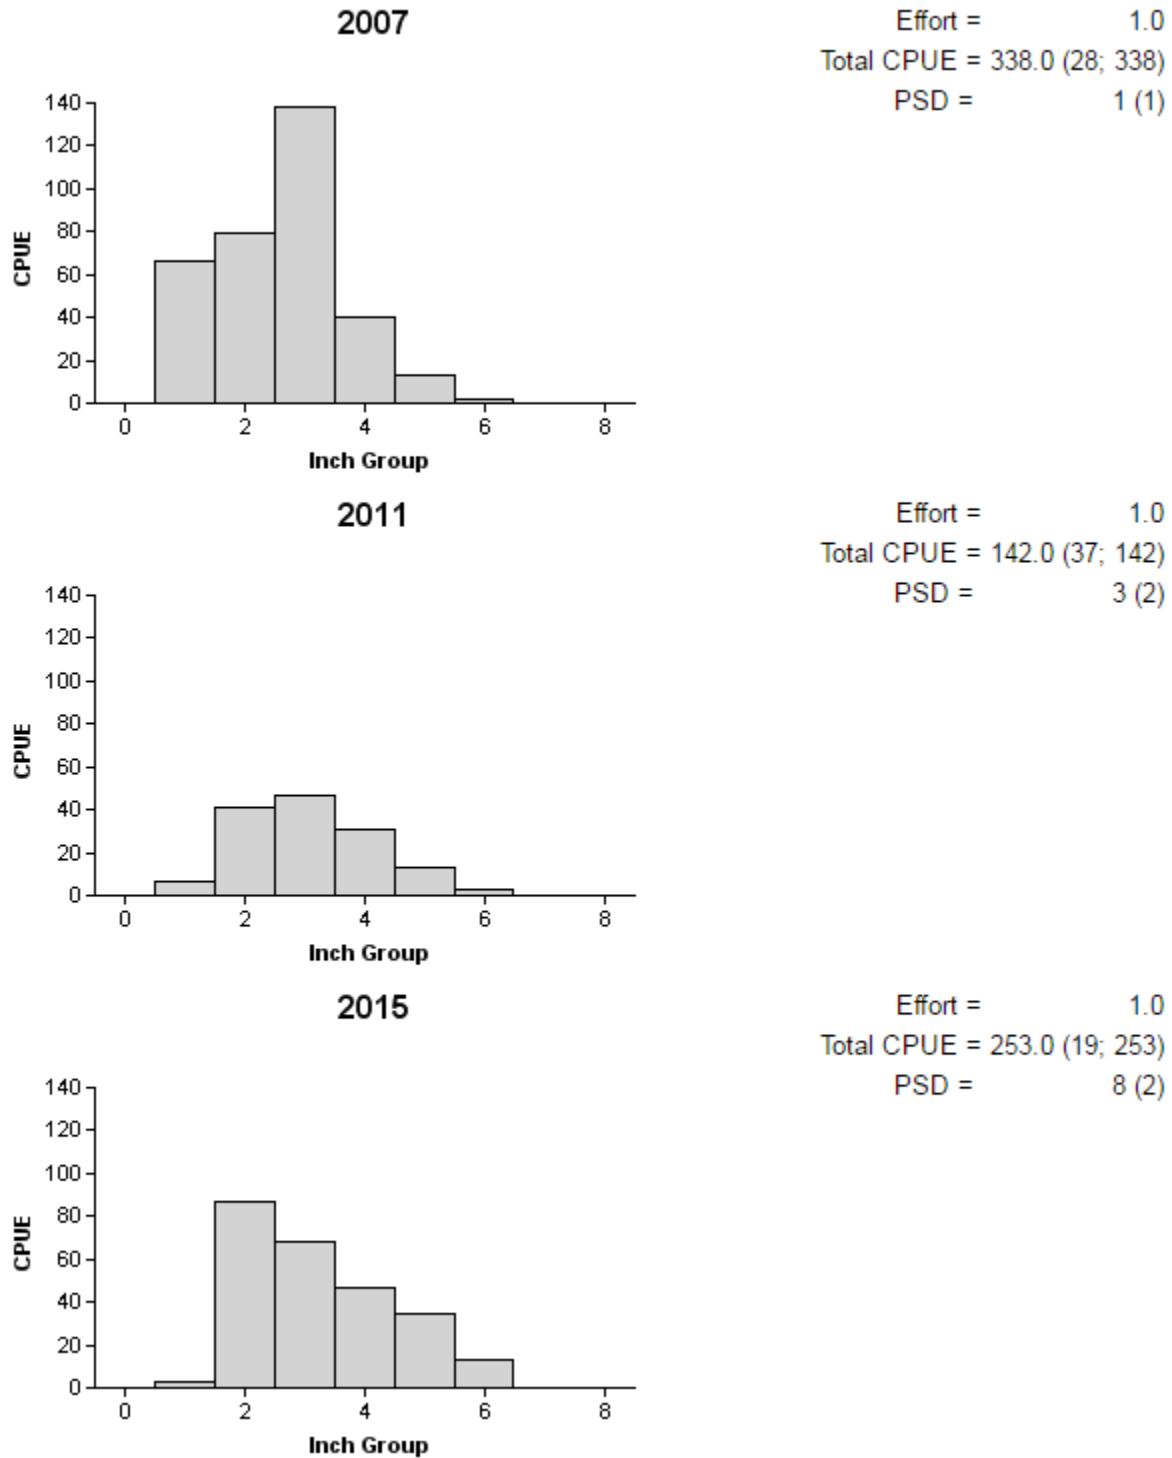 2007
Effort = 1.0
Total CPUE = 338.0 (28; 338)
PSD = 1 (1)
140
120
100
80
60
40
20
0
CPUE
0 2 4 6 8
Inch Group
2011
Effort = 1.0
Total CPUE = 142.0 (37; 142)
PSD = 3 (2)
140
120
100
80
60
40
20
0
CPUE
0 2 4 6 8
Inch Group
2015
Effort = 1.0
Total CPUE = 253.0 (19; 253)
PSD = 8 (2)
140
120
100
80
60
40
20
0
CPUE
0 2 4 6 8
Inch Group